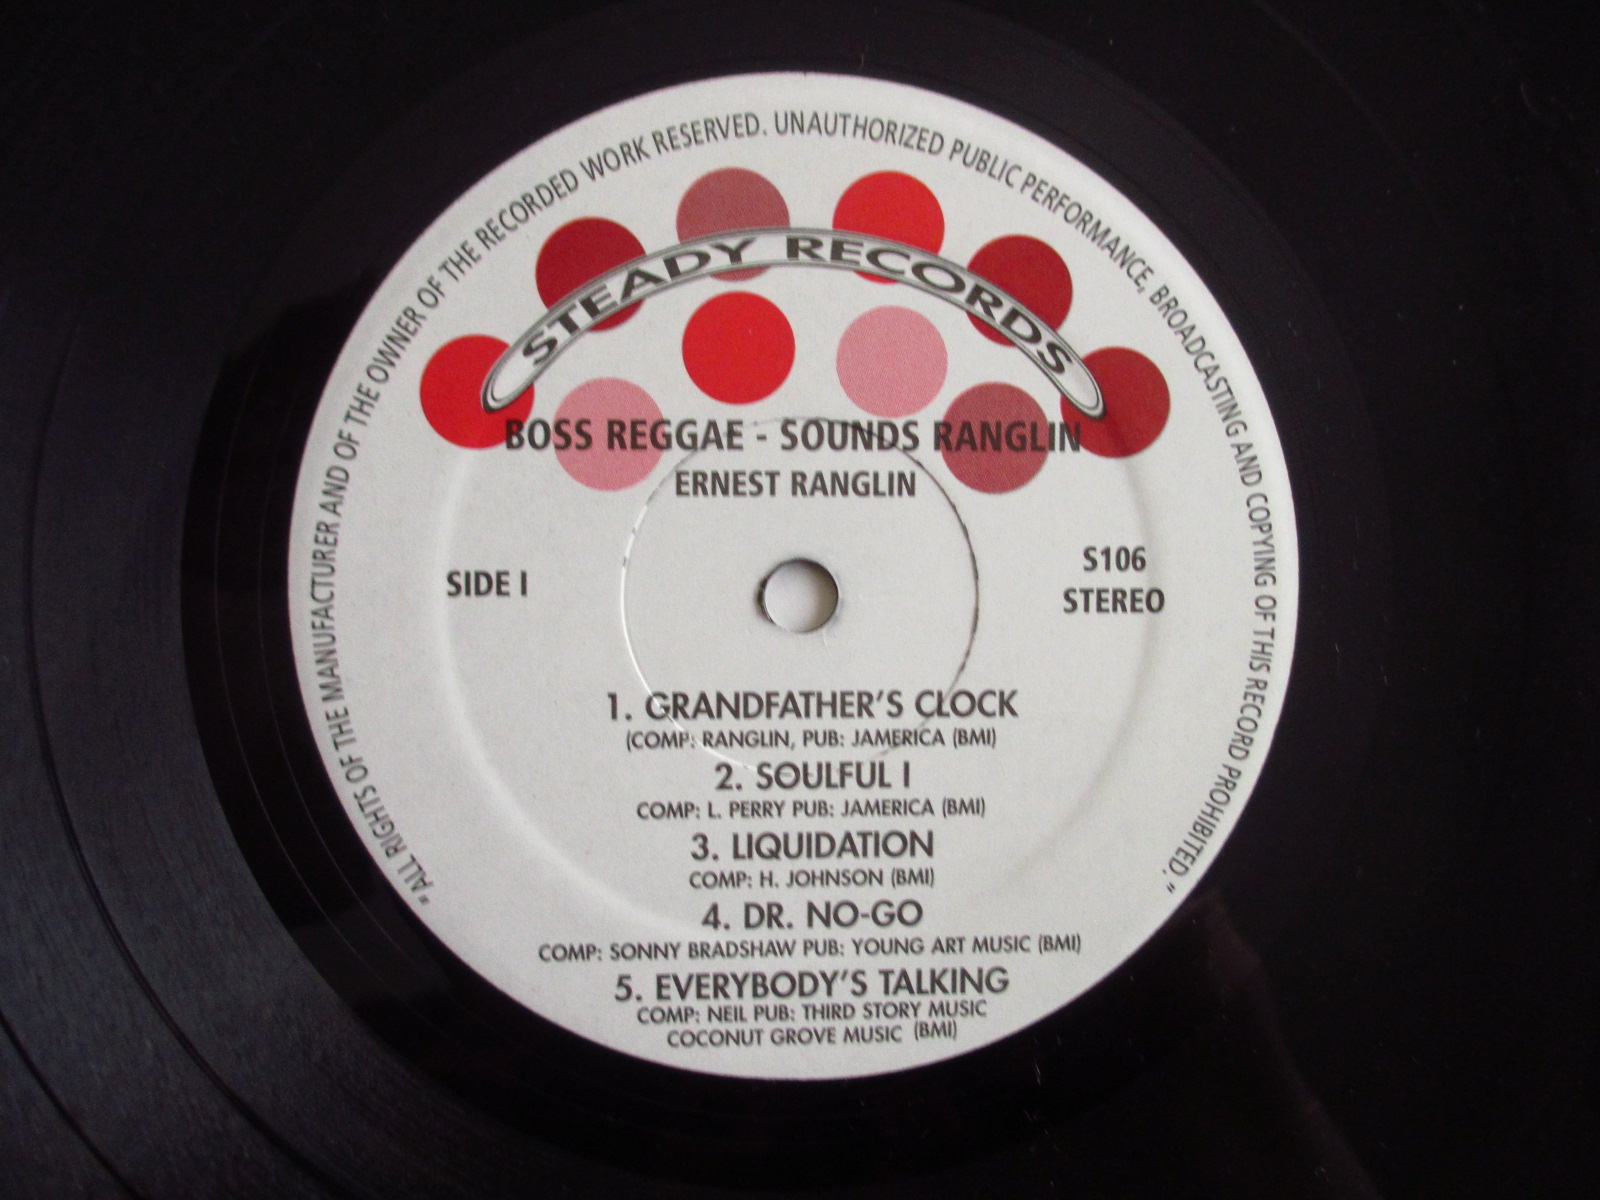 "ALL RIGHTS OF THE MANUFACTURER AND OF THE OWNER OF THE RECORDED WORK RESERVED. UNAUTHORIZED PUBLIC PERFORMANCE, BROADCASTING AND COPYING OF THIS RECORD PROHIBITED."
STEADY RECORDS
BOSS REGGAE - SOUNDS RANGLIN
ERNEST RANGLIN
SIDE I
S106
STEREO
1. GRANDFATHER'S CLOCK
(COMP: RANGLIN, PUB: JAMERICA (BMI)
2. SOULFUL I
COMP: L. PERRY PUB: JAMERICA (BMI)
3. LIQUIDATION
COMP: H. JOHNSON (BMI)
4. DR. NO-GO
COMP: SONNY BRADSHAW PUB: YOUNG ART MUSIC (BMI)
5. EVERYBODY'S TALKING
COMP: NEIL PUB: THIRD STORY MUSIC
COCONUT GROVE MUSIC (BMI)